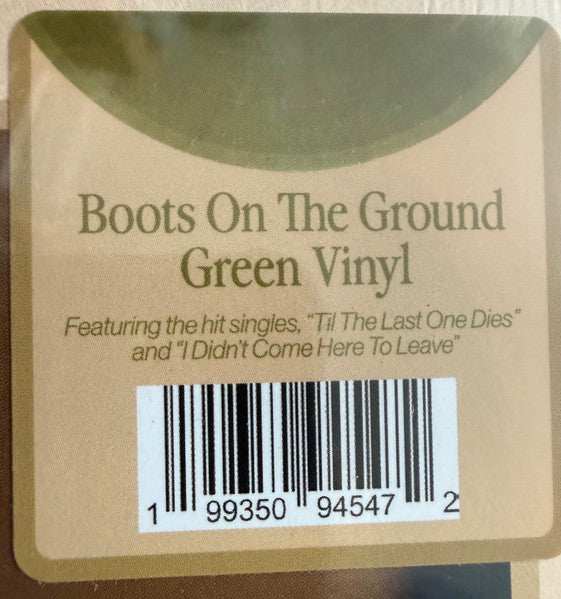 Boots On The Ground
Green Vinyl
Featuring the hit singles, "Til The Last One Dies"
and "I Didn't Come Here To Leave"
1 99350 94547 2